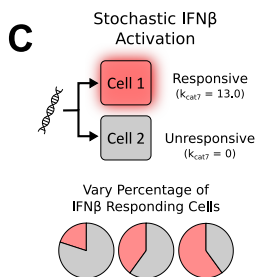 C
Stochastic IFNβ
Activation
Cell 1
Responsive
(kcat7 = 13.0)
Cell 2
Unresponsive
(kcat7 = 0)
Vary Percentage of
IFNβ Responding Cells